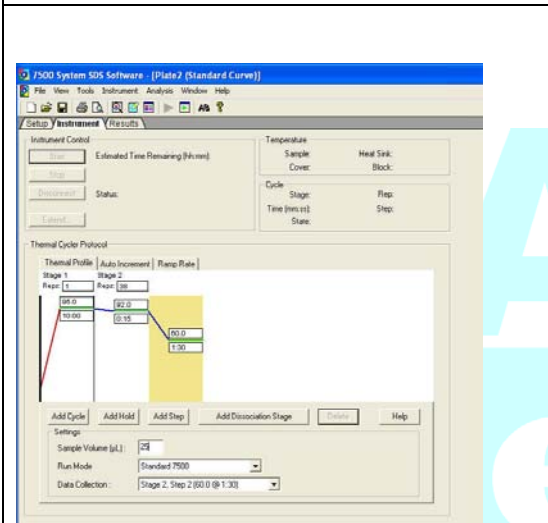 7500 System SDS Software - [Plate2 (Standard Curve)]
File View Tools Instrument Analysis Window Help
Setup Instrument Results
Instrument Control
Start
Estimated Time Remaining (hh:mm):
Stop
Disconnect
Status:
Extend...
Temperature
Sample:
Heat Sink:
Cover:
Block:
Cycle
Stage:
Rep:
Time (mm:ss):
Step:
State:
Thermal Cycler Protocol
Thermal Profile Auto Increment Ramp Rate
Stage 1 Stage 2
Reps: 1 Reps:
92.0
10:00 0:15
60.0
1:30
Add Cycle Add Hold Add Step Add Dissociation Stage Delete Help
Settings
Sample Volume (µL) : 25
Run Mode Standard 7500
Data Collection : Stage 2, Step 2 (60.0 @ 1:30)